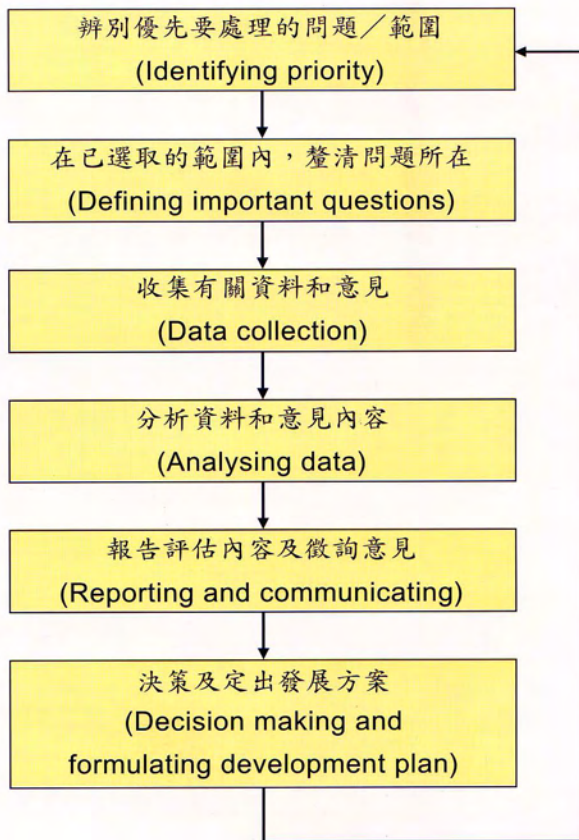 辨別優先要處理的問題／範圍
(Identifying priority)
在已選取的範圍內，釐清問題所在
(Defining important questions)
收集有關資料和意見
(Data collection)
分析資料和意見內容
(Analysing data)
報告評估內容及徵詢意見
(Reporting and communicating)
決策及定出發展方案
(Decision making and
formulating development plan)